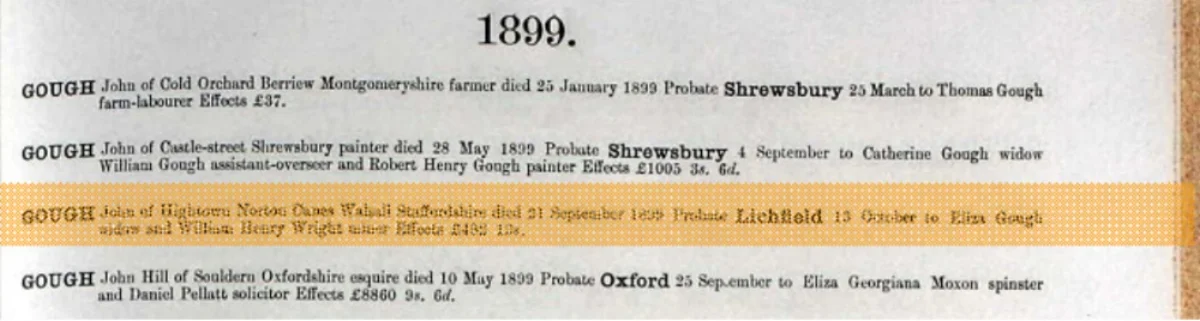 1899.
GOUGH John of Cold Orchard Berriew Montgomeryshire farmer died 25 January 1899 Probate Shrewsbury 25 March to Thomas Gough
farm-labourer Effects £37.
GOUGH John of Castle-street Shrewsbury painter died 28 May 1899 Probate Shrewsbury 4 September to Catherine Gough widow
William Gough assistant-overseer and Robert Henry Gough painter Effects £1005 3s. 6d.
GOUGH John of Hightown Norton Canes Walsall Staffordshire died 21 September 1899 Probate Lichfield 13 October to Eliza Gough
widow and William Henry Wright miner Effects
GOUGH John Hill of Souldern Oxfordshire esquire died 10 May 1899 Probate Oxford 25 September to Eliza Georgiana Moxon spinster
and Daniel Pellatt solicitor Effects £8860 9s. 6d.